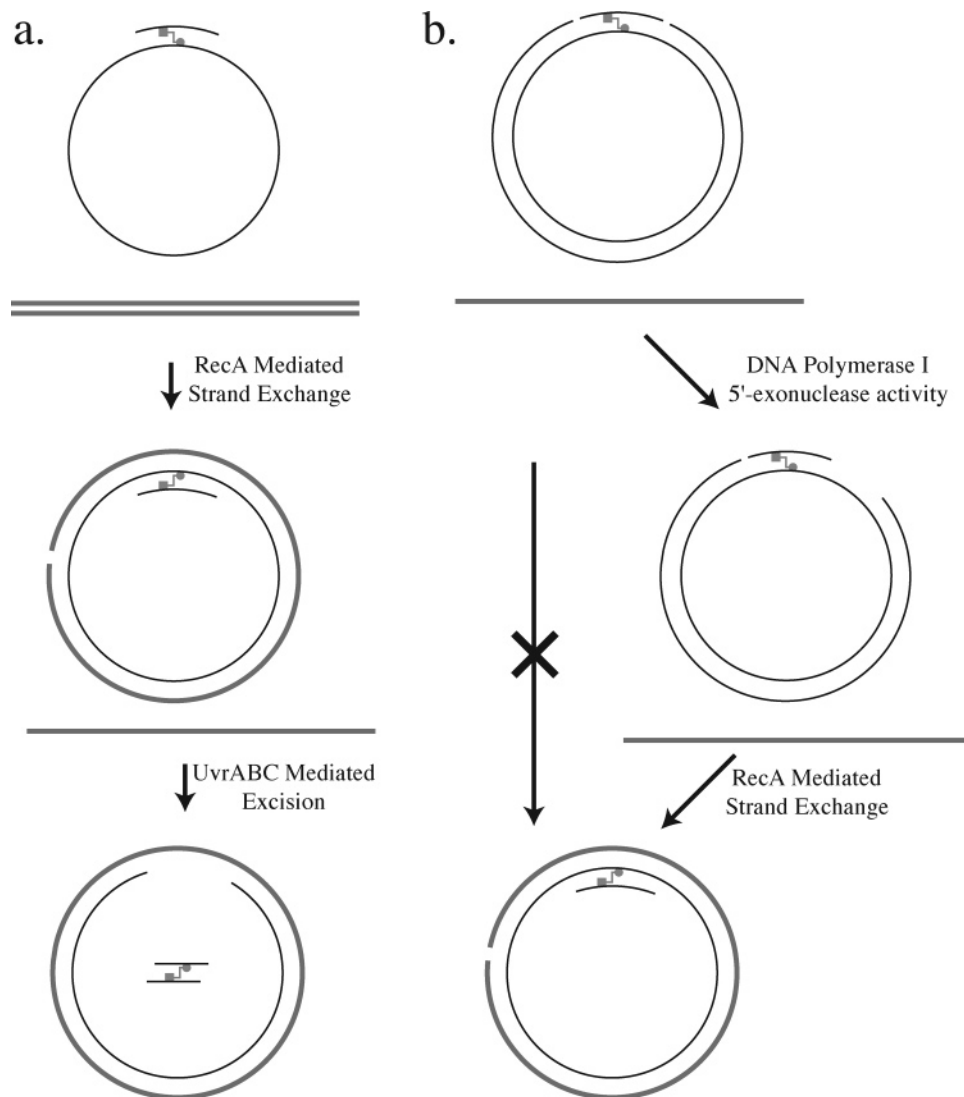 a.
b.
RecA Mediated
Strand Exchange
DNA Polymerase I
5'-exonuclease activity
UvrABC Mediated
Excision
RecA Mediated
Strand Exchange